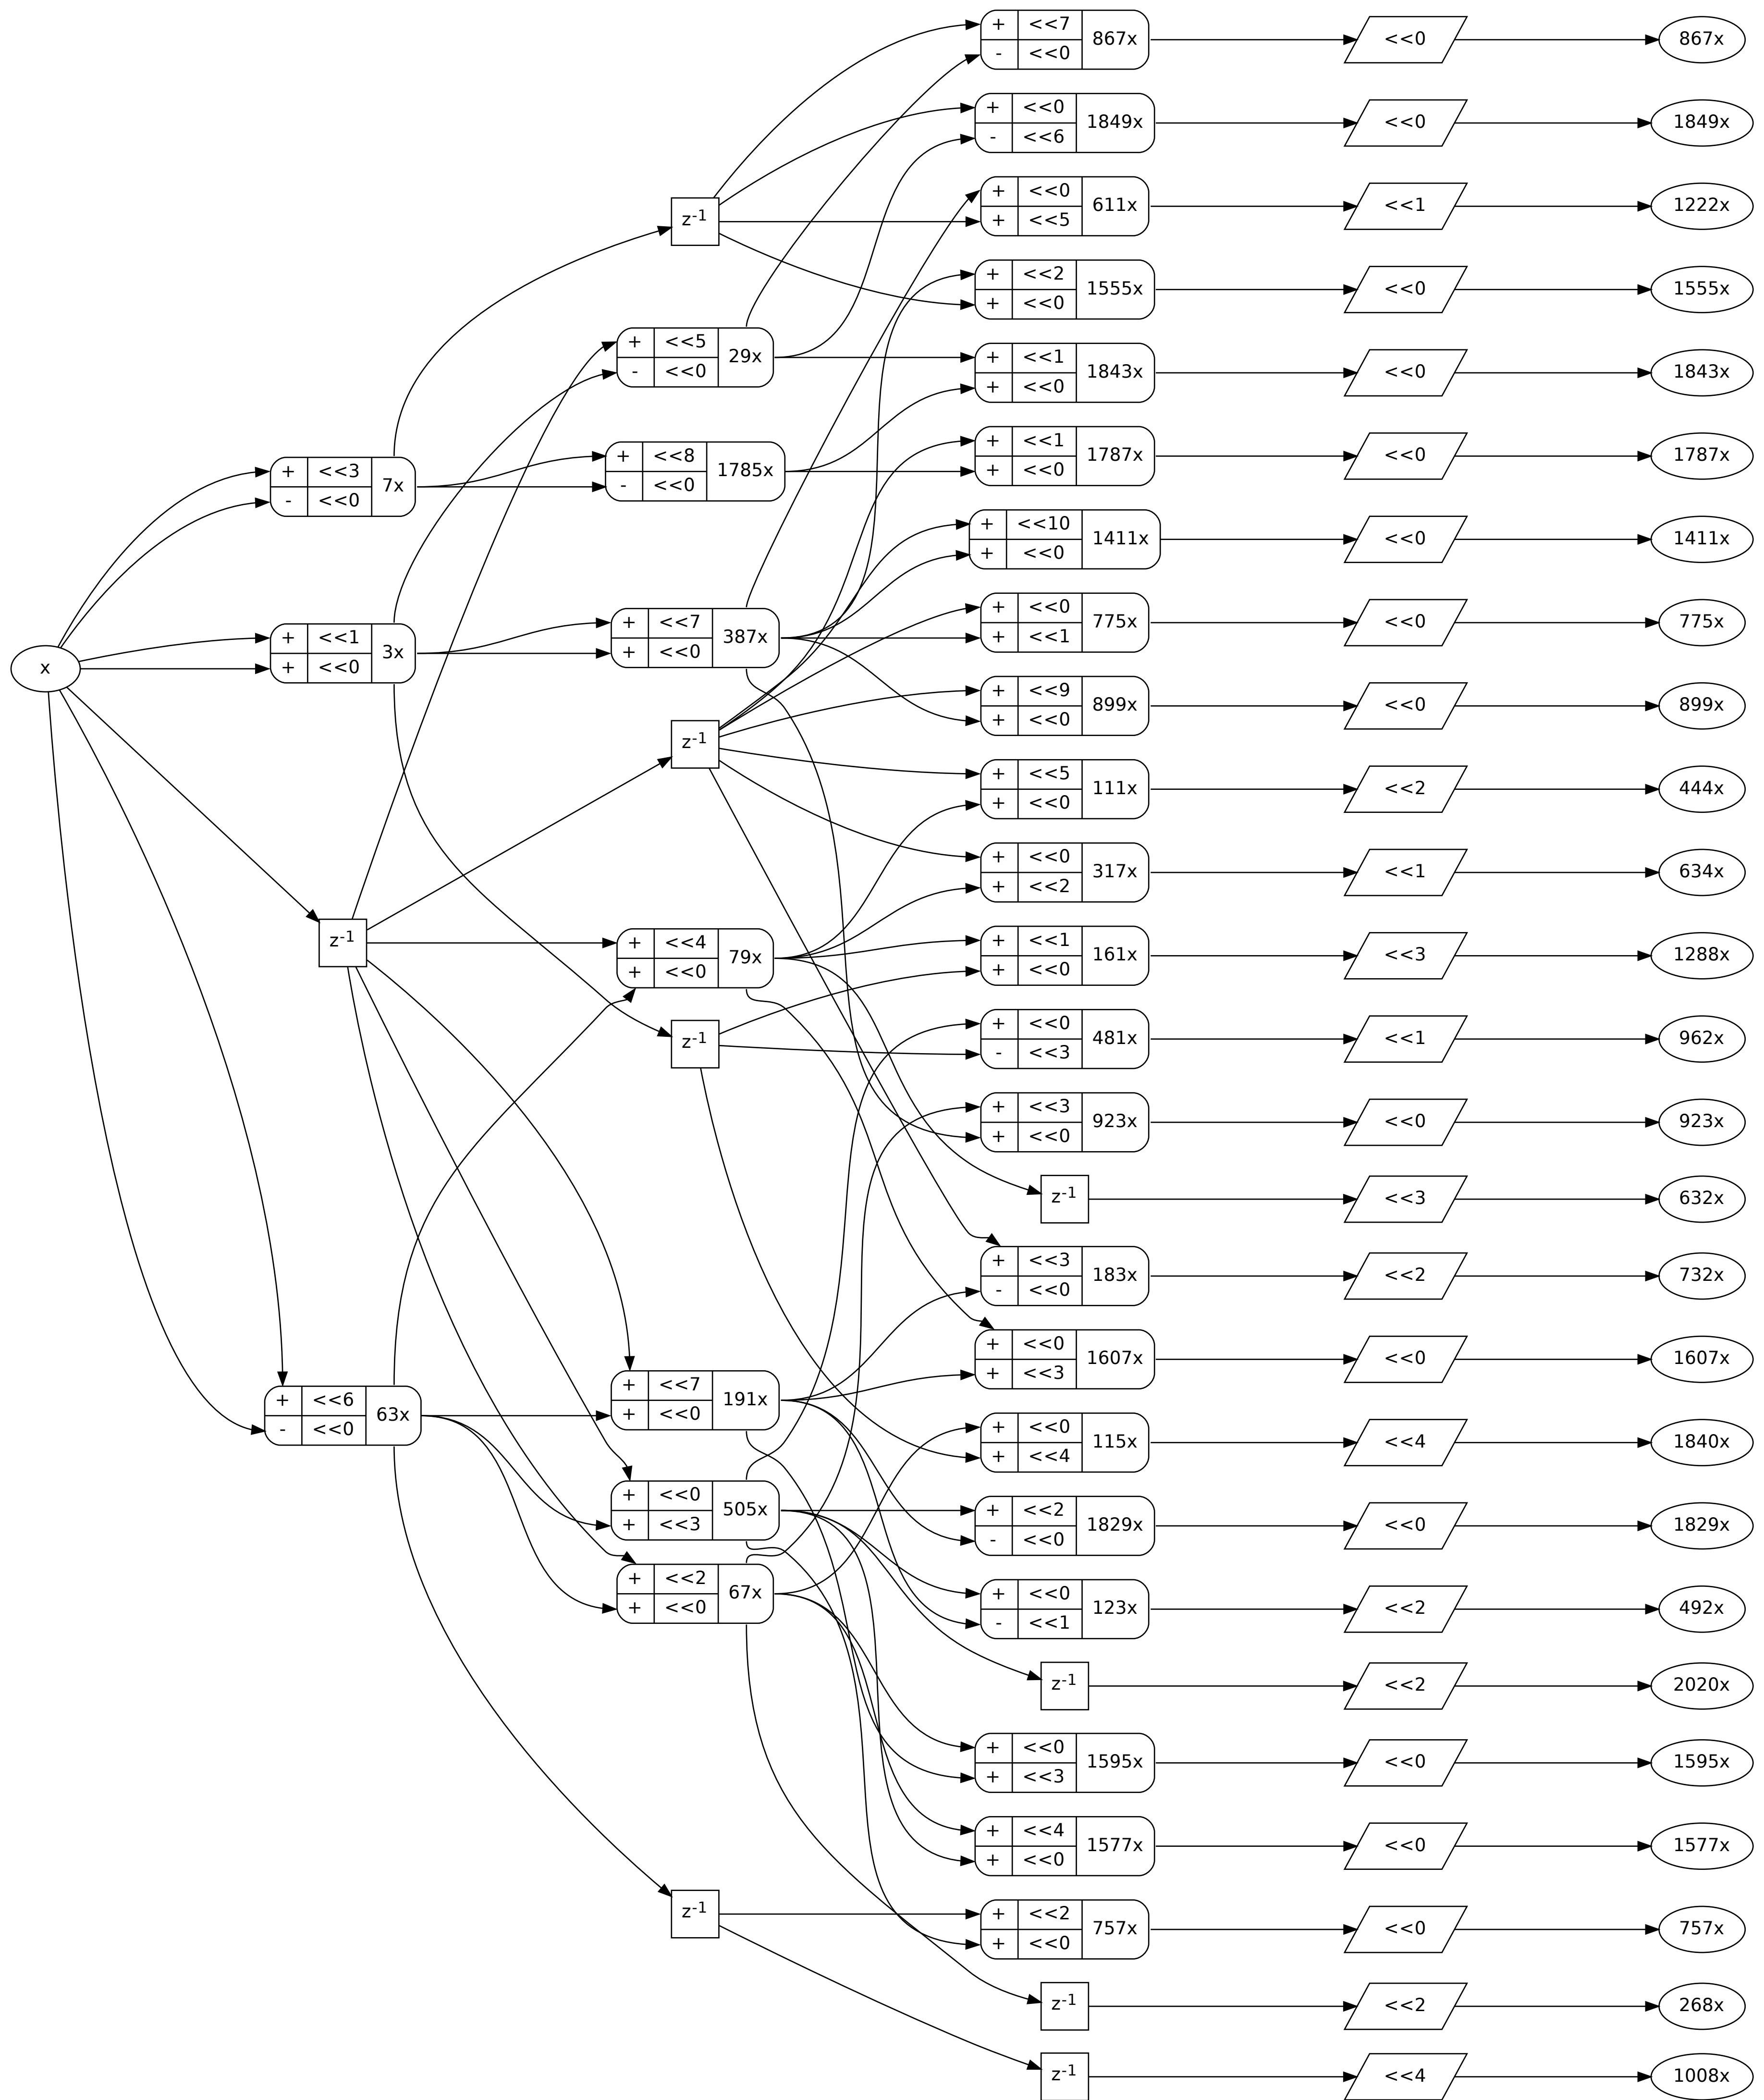 x
+ <<3 7x
- <<0
+ <<1 3x
+ <<0
z-1
+ <<6 63x
- <<0
z-1
+ <<5 29x
- <<0
+ <<8 1785x
- <<0
+ <<7 387x
+ <<0
z-1
+ <<4 79x
+ <<0
z-1
+ <<7 191x
+ <<0
+ <<0 505x
+ <<3
+ <<2 67x
+ <<0
z-1
+ <<7 867x <<0 867x
- <<0
+ <<0 1849x <<0 1849x
- <<6
+ <<0 611x <<1 1222x
+ <<5
+ <<2 1555x <<0 1555x
+ <<0
+ <<1 1843x <<0 1843x
+ <<0
+ <<1 1787x <<0 1787x
+ <<0
+ <<10 1411x <<0 1411x
+ <<0
+ <<0 775x <<0 775x
+ <<1
+ <<9 899x <<0 899x
+ <<0
+ <<5 111x <<2 444x
+ <<0
+ <<0 317x <<1 634x
+ <<2
+ <<1 161x <<3 1288x
+ <<0
+ <<0 481x <<1 962x
- <<3
+ <<3 923x <<0 923x
+ <<0
z-1 <<3 632x
+ <<3 183x <<2 732x
- <<0
+ <<0 1607x <<0 1607x
+ <<3
+ <<0 115x <<4 1840x
+ <<4
+ <<2 1829x <<0 1829x
- <<0
+ <<0 123x <<2 492x
- <<1
z-1 <<2 2020x
+ <<0 1595x <<0 1595x
+ <<3
+ <<4 1577x <<0 1577x
+ <<0
+ <<2 757x <<0 757x
+ <<0
z-1 <<2 268x
z-1 <<4 1008x